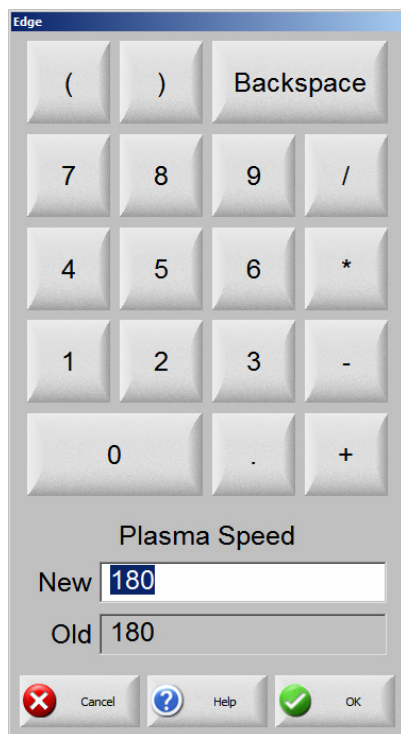 Edge
( ) Backspace
7 8 9 /
4 5 6 *
1 2 3 -
0 . +
Plasma Speed
New 180
Old 180
Cancel Help OK